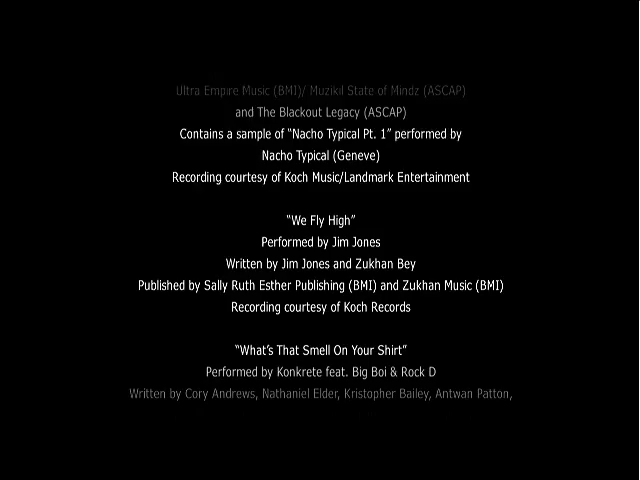 Ultra Empire Music (BMI)/ Muzikil State of Mindz (ASCAP)
and The Blackout Legacy (ASCAP)
Contains a sample of “Nacho Typical Pt. 1” performed by
Nacho Typical (Geneve)
Recording courtesy of Koch Music/Landmark Entertainment
“We Fly High”
Performed by Jim Jones
Written by Jim Jones and Zukhan Bey
Published by Sally Ruth Esther Publishing (BMI) and Zukhan Music (BMI)
Recording courtesy of Koch Records
“What’s That Smell On Your Shirt”
Performed by Konkrete feat. Big Boi & Rock D
Written by Cory Andrews, Nathaniel Elder, Kristopher Bailey, Antwan Patton,